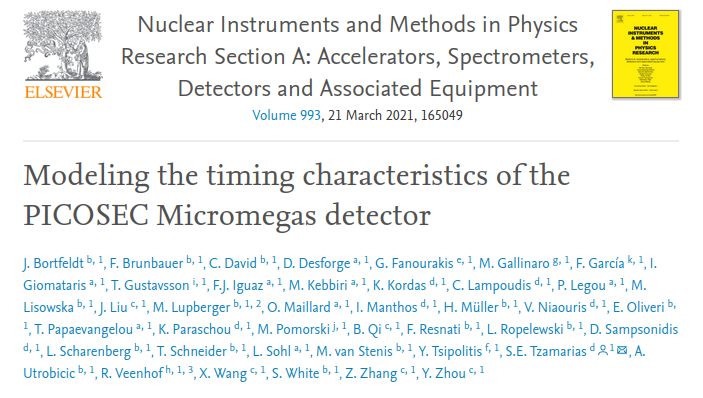 Nuclear Instruments and Methods in Physics
Research Section A: Accelerators, Spectrometers,
Detectors and Associated Equipment
ELSEVIER
NUCLEAR
INSTRUMENTS
& METHODS
IN
PHYSICS
RESEARCH
Volume 993, 21 March 2021, 165049
Modeling the timing characteristics of the
PICOSEC Micromegas detector
J. Bortfeldt b, 1, F. Brunbauer b, 1, C. David b, 1, D. Desforge a, 1, G. Fanourakis e, 1, M. Gallinaro g, 1, F. García k, 1, I.
Giomataris a, 1, T. Gustavsson i, 1, F.J. Iguaz a, 1, M. Kebbiri a, 1, K. Kordas d, 1, C. Lampoudis d, 1, P. Legou a, 1, M.
Lisowska b, 1, J. Liu c, 1, M. Lupberger b, 1, 2, O. Maillard a, 1, I. Manthos d, 1, H. Müller b, 1, V. Niaouris d, 1, E. Oliveri b,
1, T. Papaevangelou a, 1, K. Paraschou d, 1, M. Pomorski j, 1, B. Qi c, 1, F. Resnati b, 1, L. Ropelewski b, 1, D. Sampsonidis
d, 1, L. Scharenberg b, 1, T. Schneider b, 1, L. Sohl a, 1, M. van Stenis b, 1, Y. Tsipolitis f, 1, S.E. Tzamarias d 1, A.
Utrobicic b, 1, R. Veenhof h, 1, 3, X. Wang c, 1, S. White b, 1, Z. Zhang c, 1, Y. Zhou c, 1